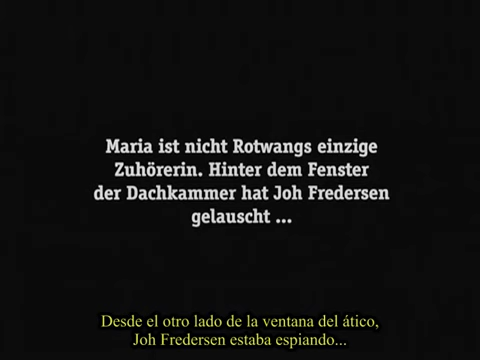 Maria ist nicht Rotwangs einzige
Zuhörerin. Hinter dem Fenster
der Dachkammer hat Joh Fredersen
gelauscht ...
Desde el otro lado de la ventana del ático,
Joh Fredersen estaba espiando...